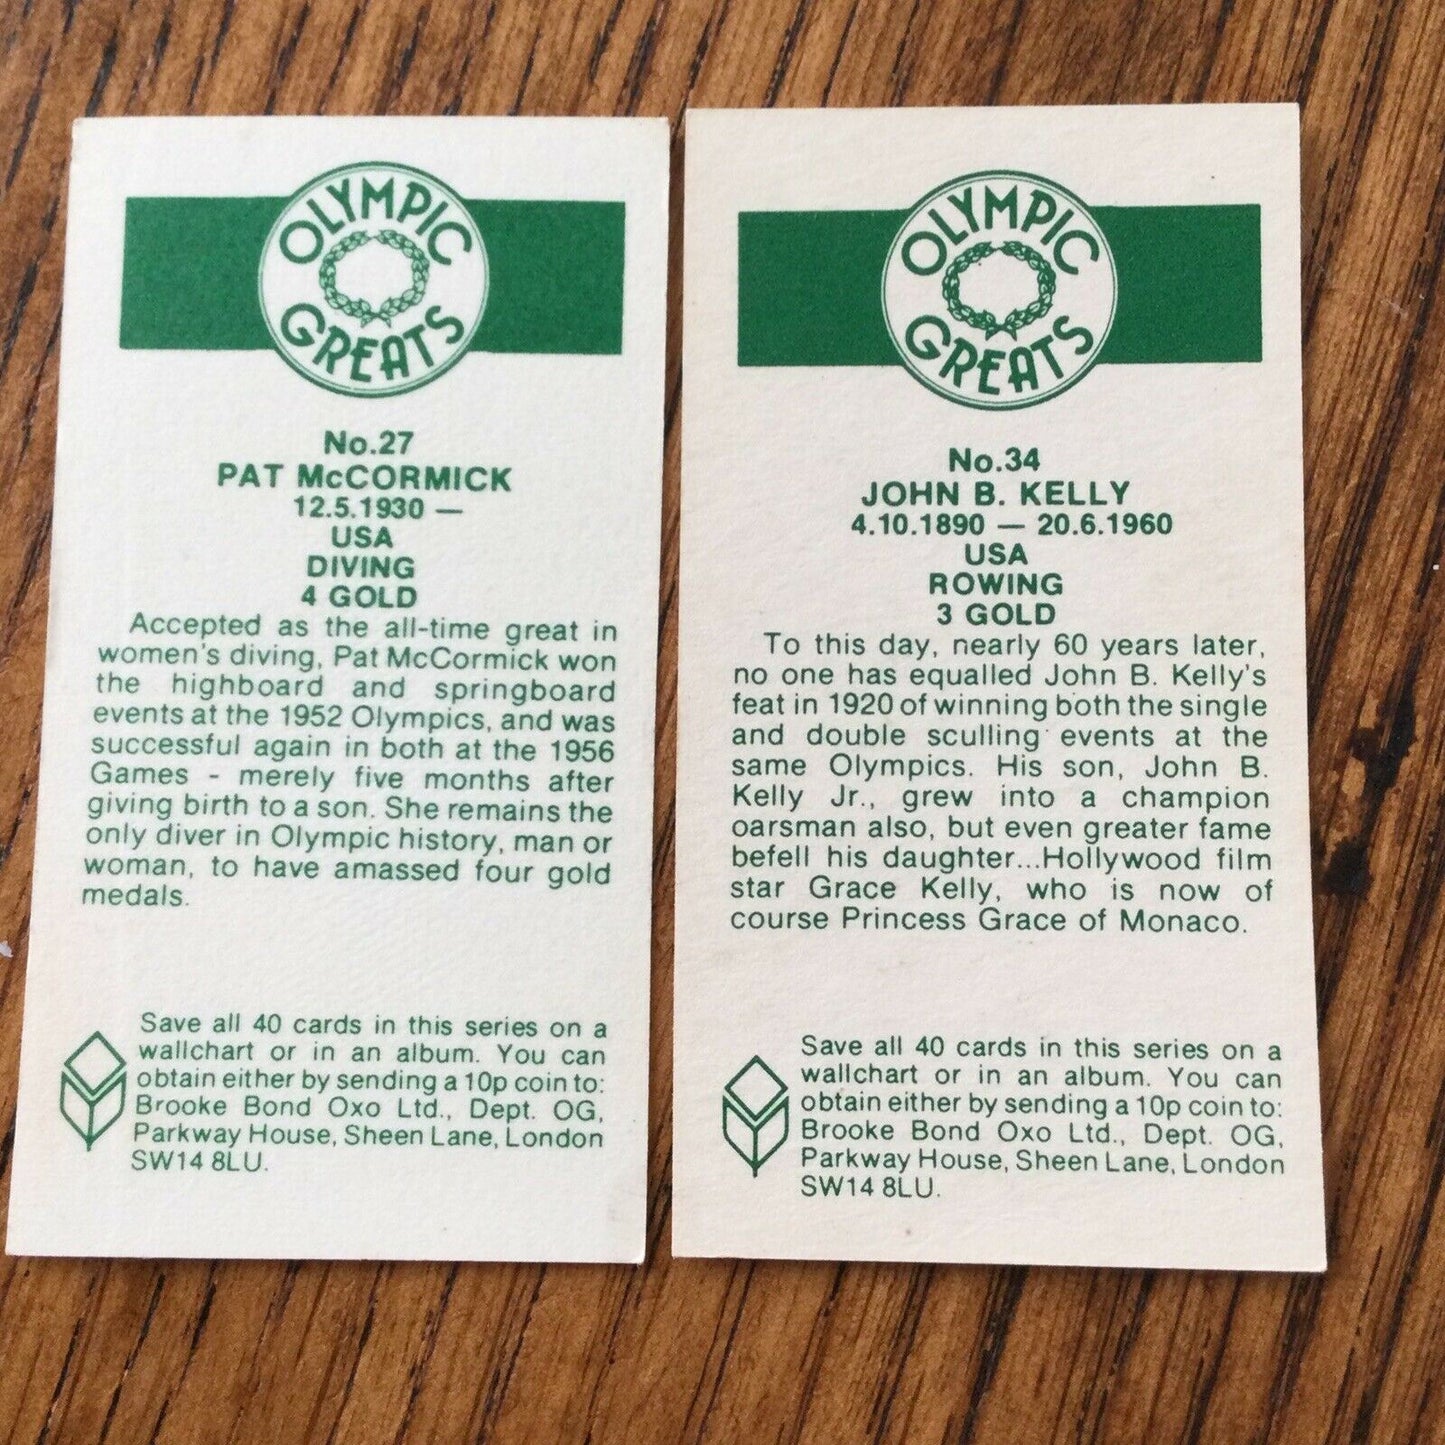 OLYMPIC
GREATS
No.27
PAT McCORMICK
12.5.1930 —
USA
DIVING
4 GOLD
Accepted as the all-time great in
women's diving, Pat McCormick won
the highboard and springboard
events at the 1952 Olympics, and was
successful again in both at the 1956
Games - merely five months after
giving birth to a son. She remains the
only diver in Olympic history, man or
woman, to have amassed four gold
medals.
Save all 40 cards in this series on a
wallchart or in an album. You can
obtain either by sending a 10p coin to:
Brooke Bond Oxo Ltd., Dept. OG,
Parkway House, Sheen Lane, London
SW14 8LU.
OLYMPIC
GREATS
No.34
JOHN B. KELLY
4.10.1890 — 20.6.1960
USA
ROWING
3 GOLD
To this day, nearly 60 years later,
no one has equalled John B. Kelly's
feat in 1920 of winning both the single
and double sculling events at the
same Olympics. His son, John B.
Kelly Jr., grew into a champion
oarsman also, but even greater fame
befell his daughter...Hollywood film
star Grace Kelly, who is now of
course Princess Grace of Monaco.
Save all 40 cards in this series on a
wallchart or in an album. You can
obtain either by sending a 10p coin to:
Brooke Bond Oxo Ltd., Dept. OG,
Parkway House, Sheen Lane, London
SW14 8LU.